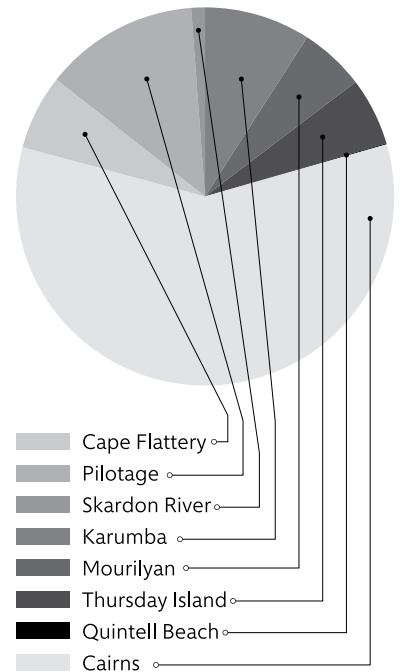 Cape Flattery
Pilotage
Skardon River
Karumba
Mourilyan
Thursday Island
Quintell Beach
Cairns